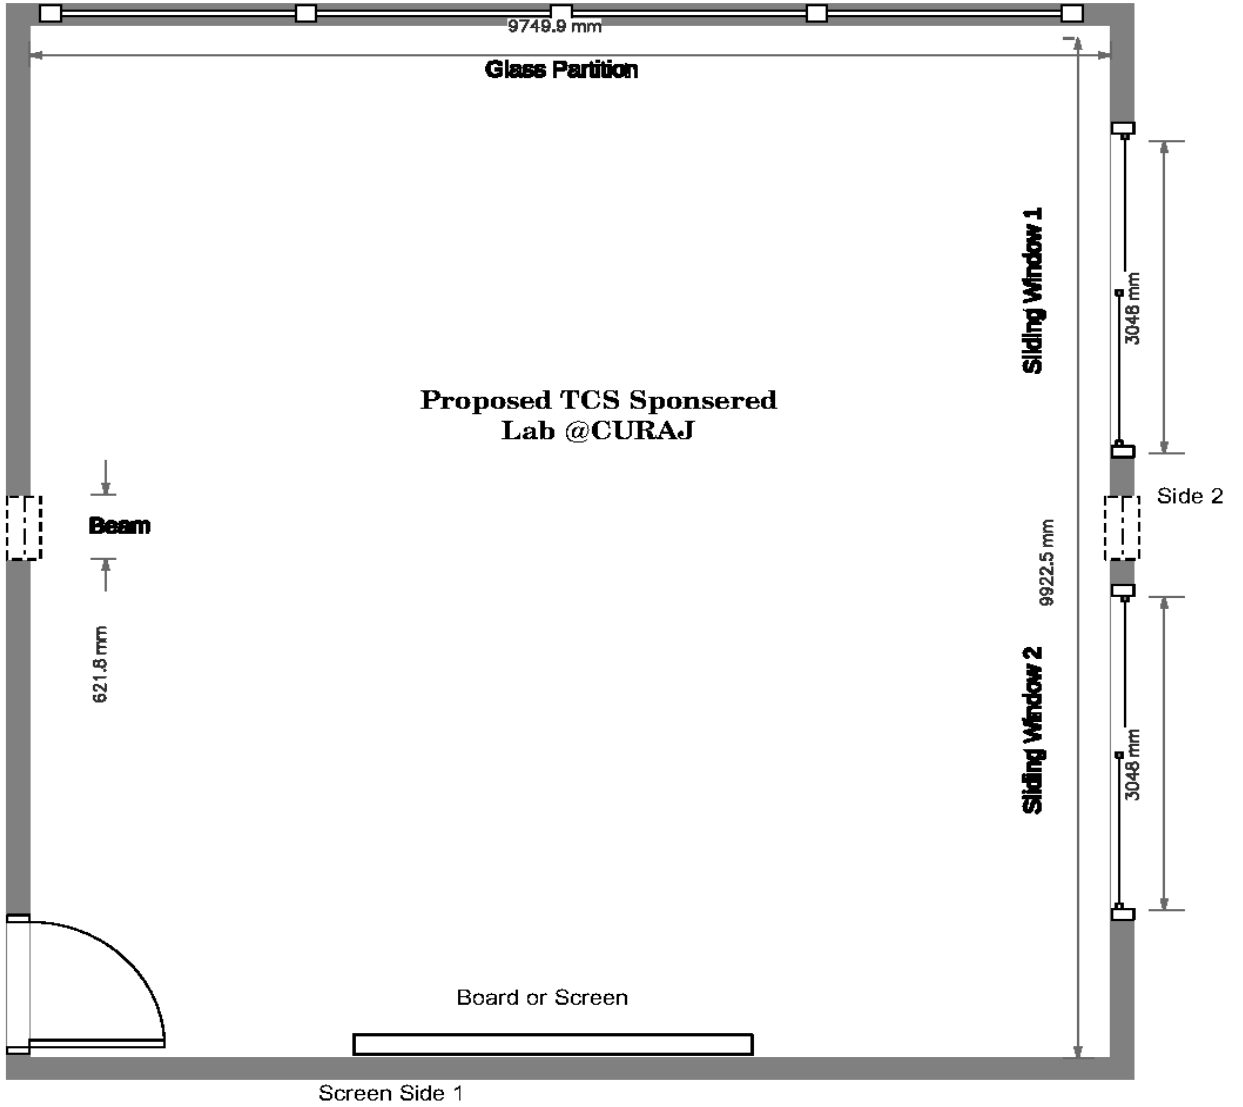 9749.9 mm
Glass Partition
Sliding Window 1
3048 mm
Proposed TCS Sponsered
Lab @CURAJ
Side 2
Beam
9922.5 mm
621.8 mm
Sliding Window 2
3048 mm
Board or Screen
Screen Side 1